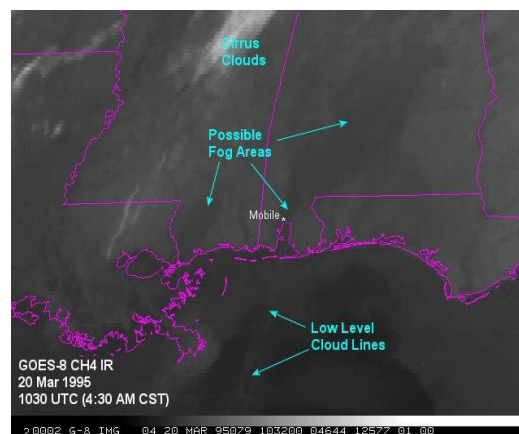 Cirrus
Clouds
Possible
Fog Areas
Mobile
*
Low Level
Cloud Lines
GOES-8 CH4 IR
20 Mar 1995
1030 UTC (4:30 AM CST)
20002 G-8 IMG 04 20 MAR 95079 103200 04644 12577 01.00